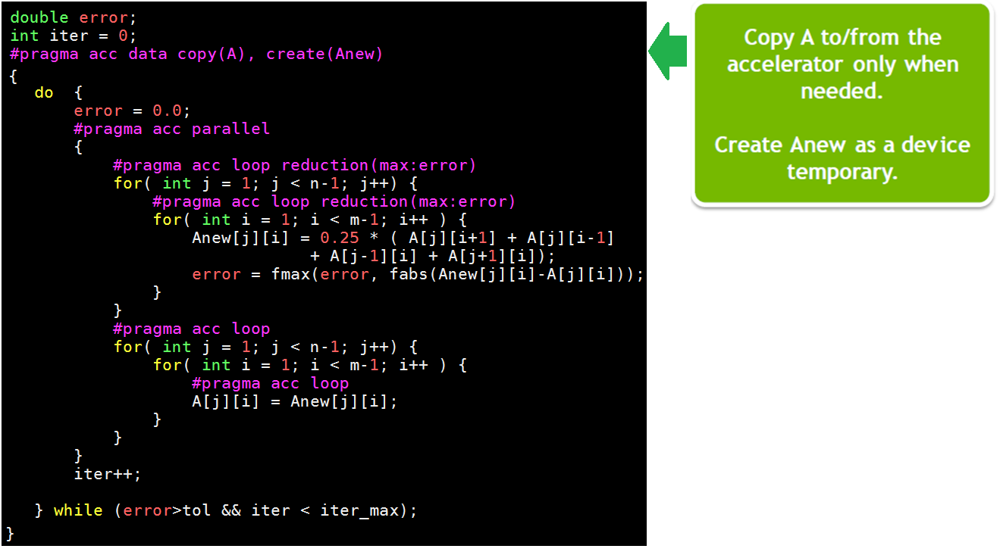 double error;
int iter = 0;
#pragma acc data copy(A), create(Anew)
{
do {
error = 0.0;
#pragma acc parallel
{
#pragma acc loop reduction(max:error)
for( int j = 1; j < n-1; j++) {
#pragma acc loop reduction(max:error)
for( int i = 1; i < m-1; i++ ) {
Anew[j][i] = 0.25 * ( A[j][i+1] + A[j][i-1]
+ A[j-1][i] + A[j+1][i]);
error = fmax(error, fabs(Anew[j][i]-A[j][i]));
}
}
#pragma acc loop
for( int j = 1; j < n-1; j++) {
for( int i = 1; i < m-1; i++ ) {
#pragma acc loop
A[j][i] = Anew[j][i];
}
}
}
iter++;
} while (error>tol && iter < iter_max);
}
Copy A to/from the
accelerator only when
needed.
Create Anew as a device
temporary.